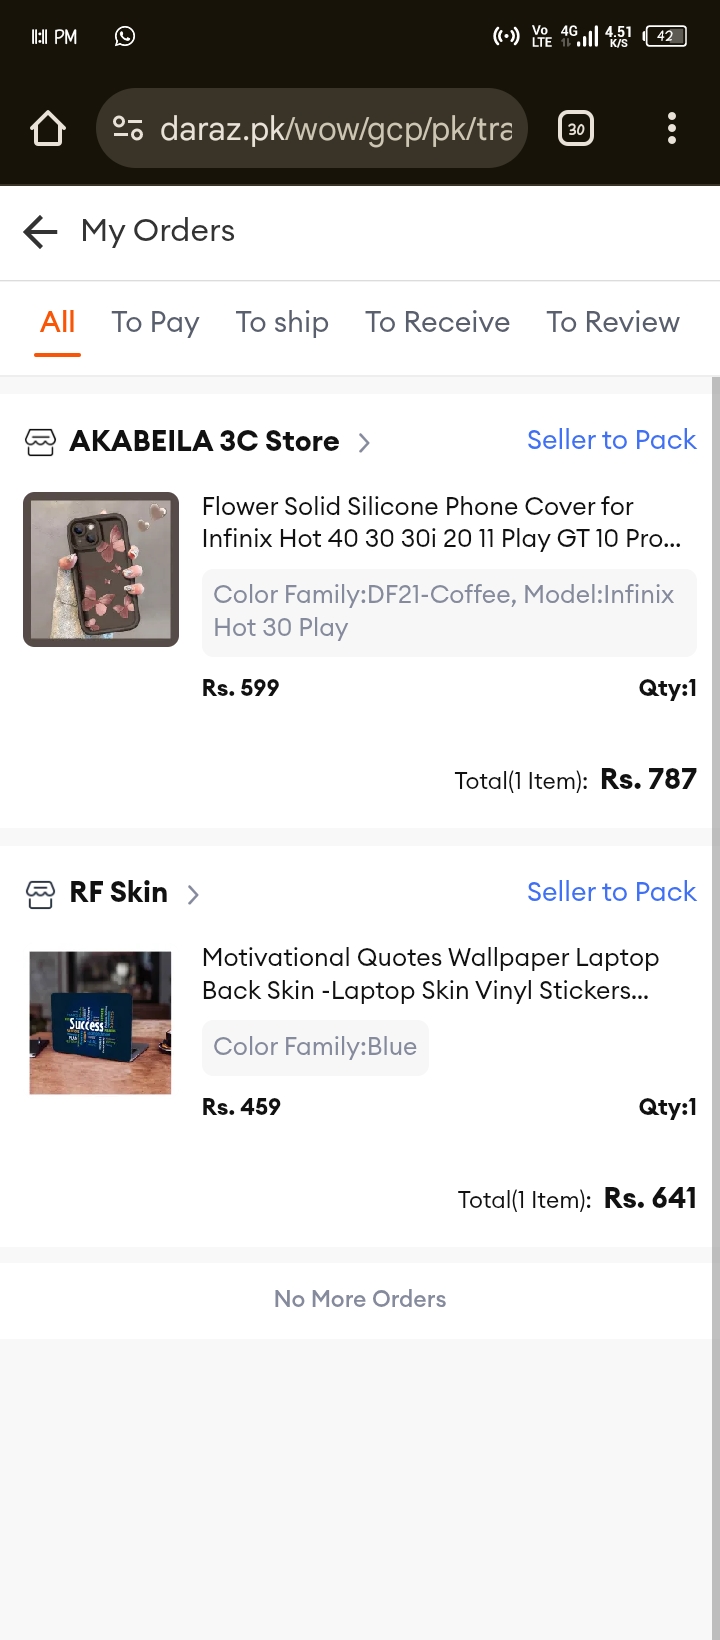 PM
Vo
LTE
4G
4.51
K/S
42
daraz.pk/wow/gcp/pk/tra
30
My Orders
All To Pay To ship To Receive To Review
AKABEILA 3C Store
Seller to Pack
Flower Solid Silicone Phone Cover for
Infinix Hot 40 30 30i 20 11 Play GT 10 Pro...
Color Family:DF21-Coffee, Model:Infinix
Hot 30 Play
Rs. 599
Qty:1
Total(1 Item): Rs. 787
RF Skin
Seller to Pack
Success
Motivational Quotes Wallpaper Laptop
Back Skin -Laptop Skin Vinyl Stickers...
Color Family:Blue
Rs. 459
Qty:1
Total(1 Item): Rs. 641
No More Orders